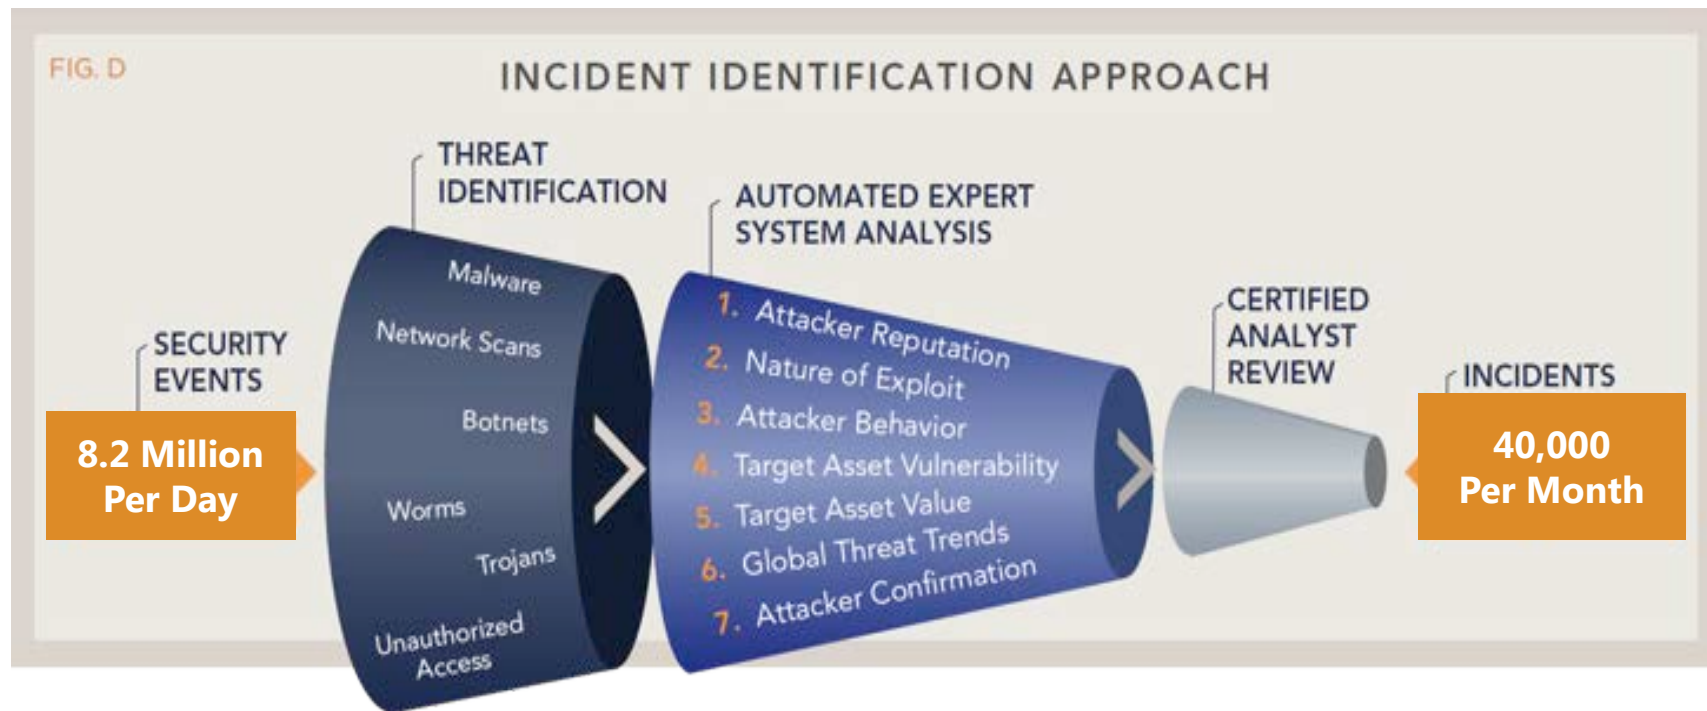 FIG. D
INCIDENT IDENTIFICATION APPROACH
SECURITY
EVENTS
8.2 Million
Per Day
THREAT
IDENTIFICATION
Malware
Network Scans
Botnets
Worms
Trojans
Unauthorized
Access
AUTOMATED EXPERT
SYSTEM ANALYSIS
1. Attacker Reputation
2. Nature of Exploit
3. Attacker Behavior
4. Target Asset Vulnerability
5. Target Asset Value
6. Global Threat Trends
7. Attacker Confirmation
CERTIFIED
ANALYST
REVIEW
INCIDENTS
40,000
Per Month